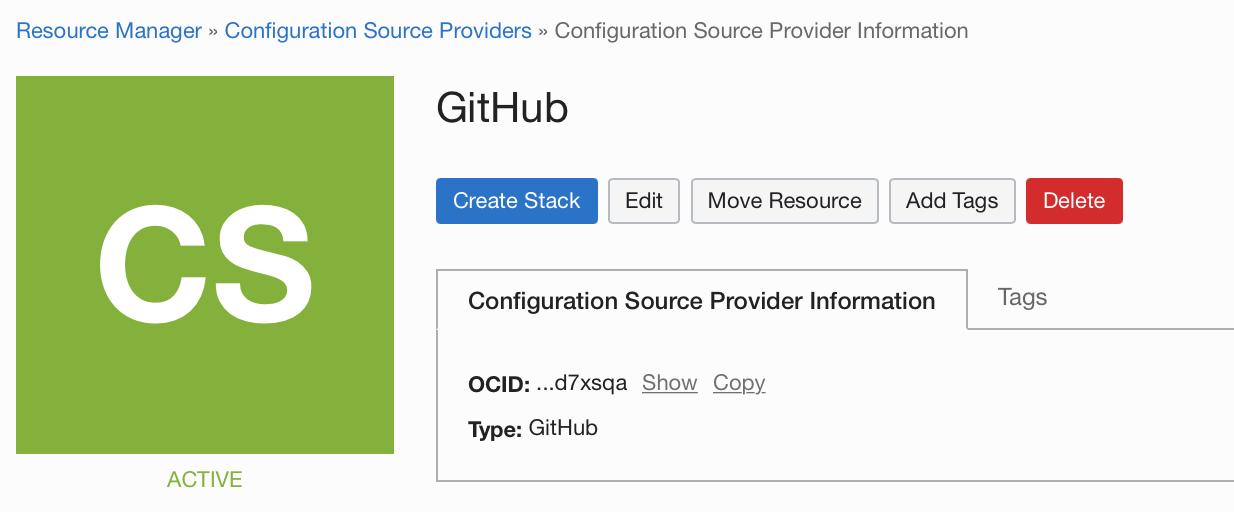 Resource Manager » Configuration Source Providers » Configuration Source Provider Information
CS
ACTIVE
GitHub
Create Stack Edit Move Resource Add Tags Delete
Configuration Source Provider Information Tags
OCID: ...d7xsqa Show Copy
Type: GitHub